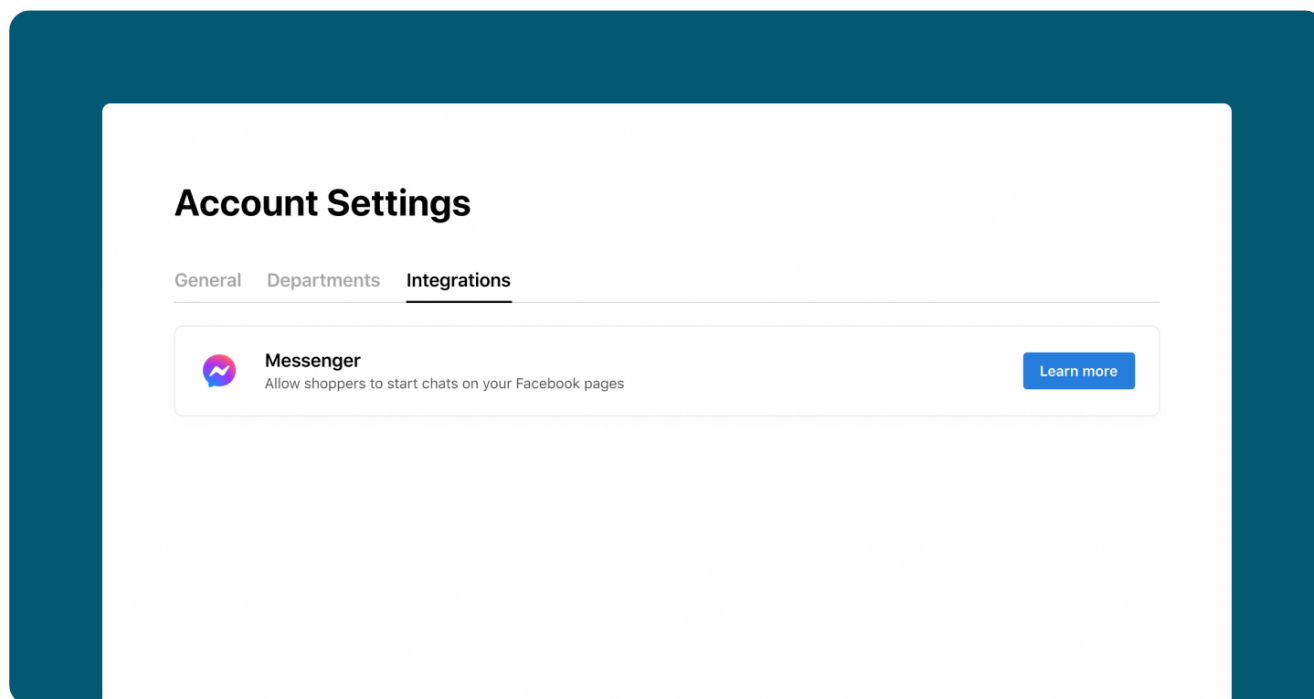 Account Settings
General Departments Integrations
Messenger
Allow shoppers to start chats on your Facebook pages
Learn more